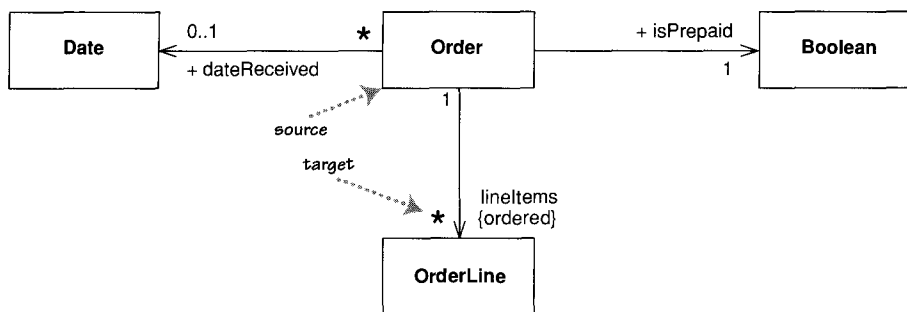 Date
0..1
*
+ dateReceived
Order
+ isPrepaid
1
Boolean
1
source
target
*
lineItems
{ordered}
OrderLine